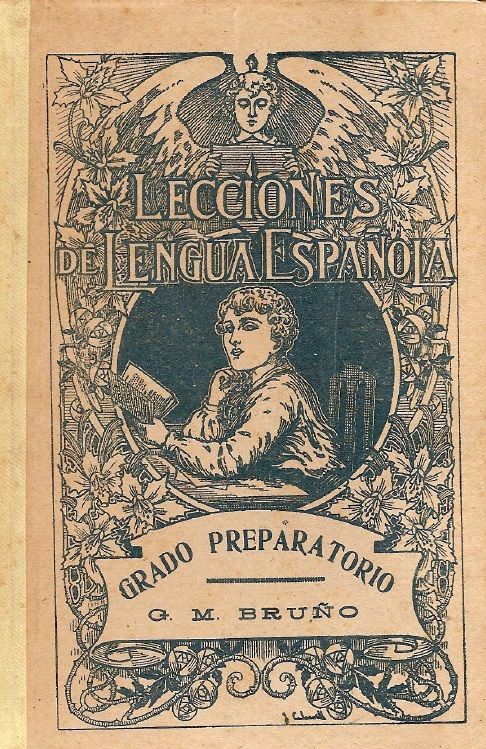 LECCIONES
DE LENGUA ESPAÑOLA
GRADO PREPARATORIO
G. M. BRUÑO